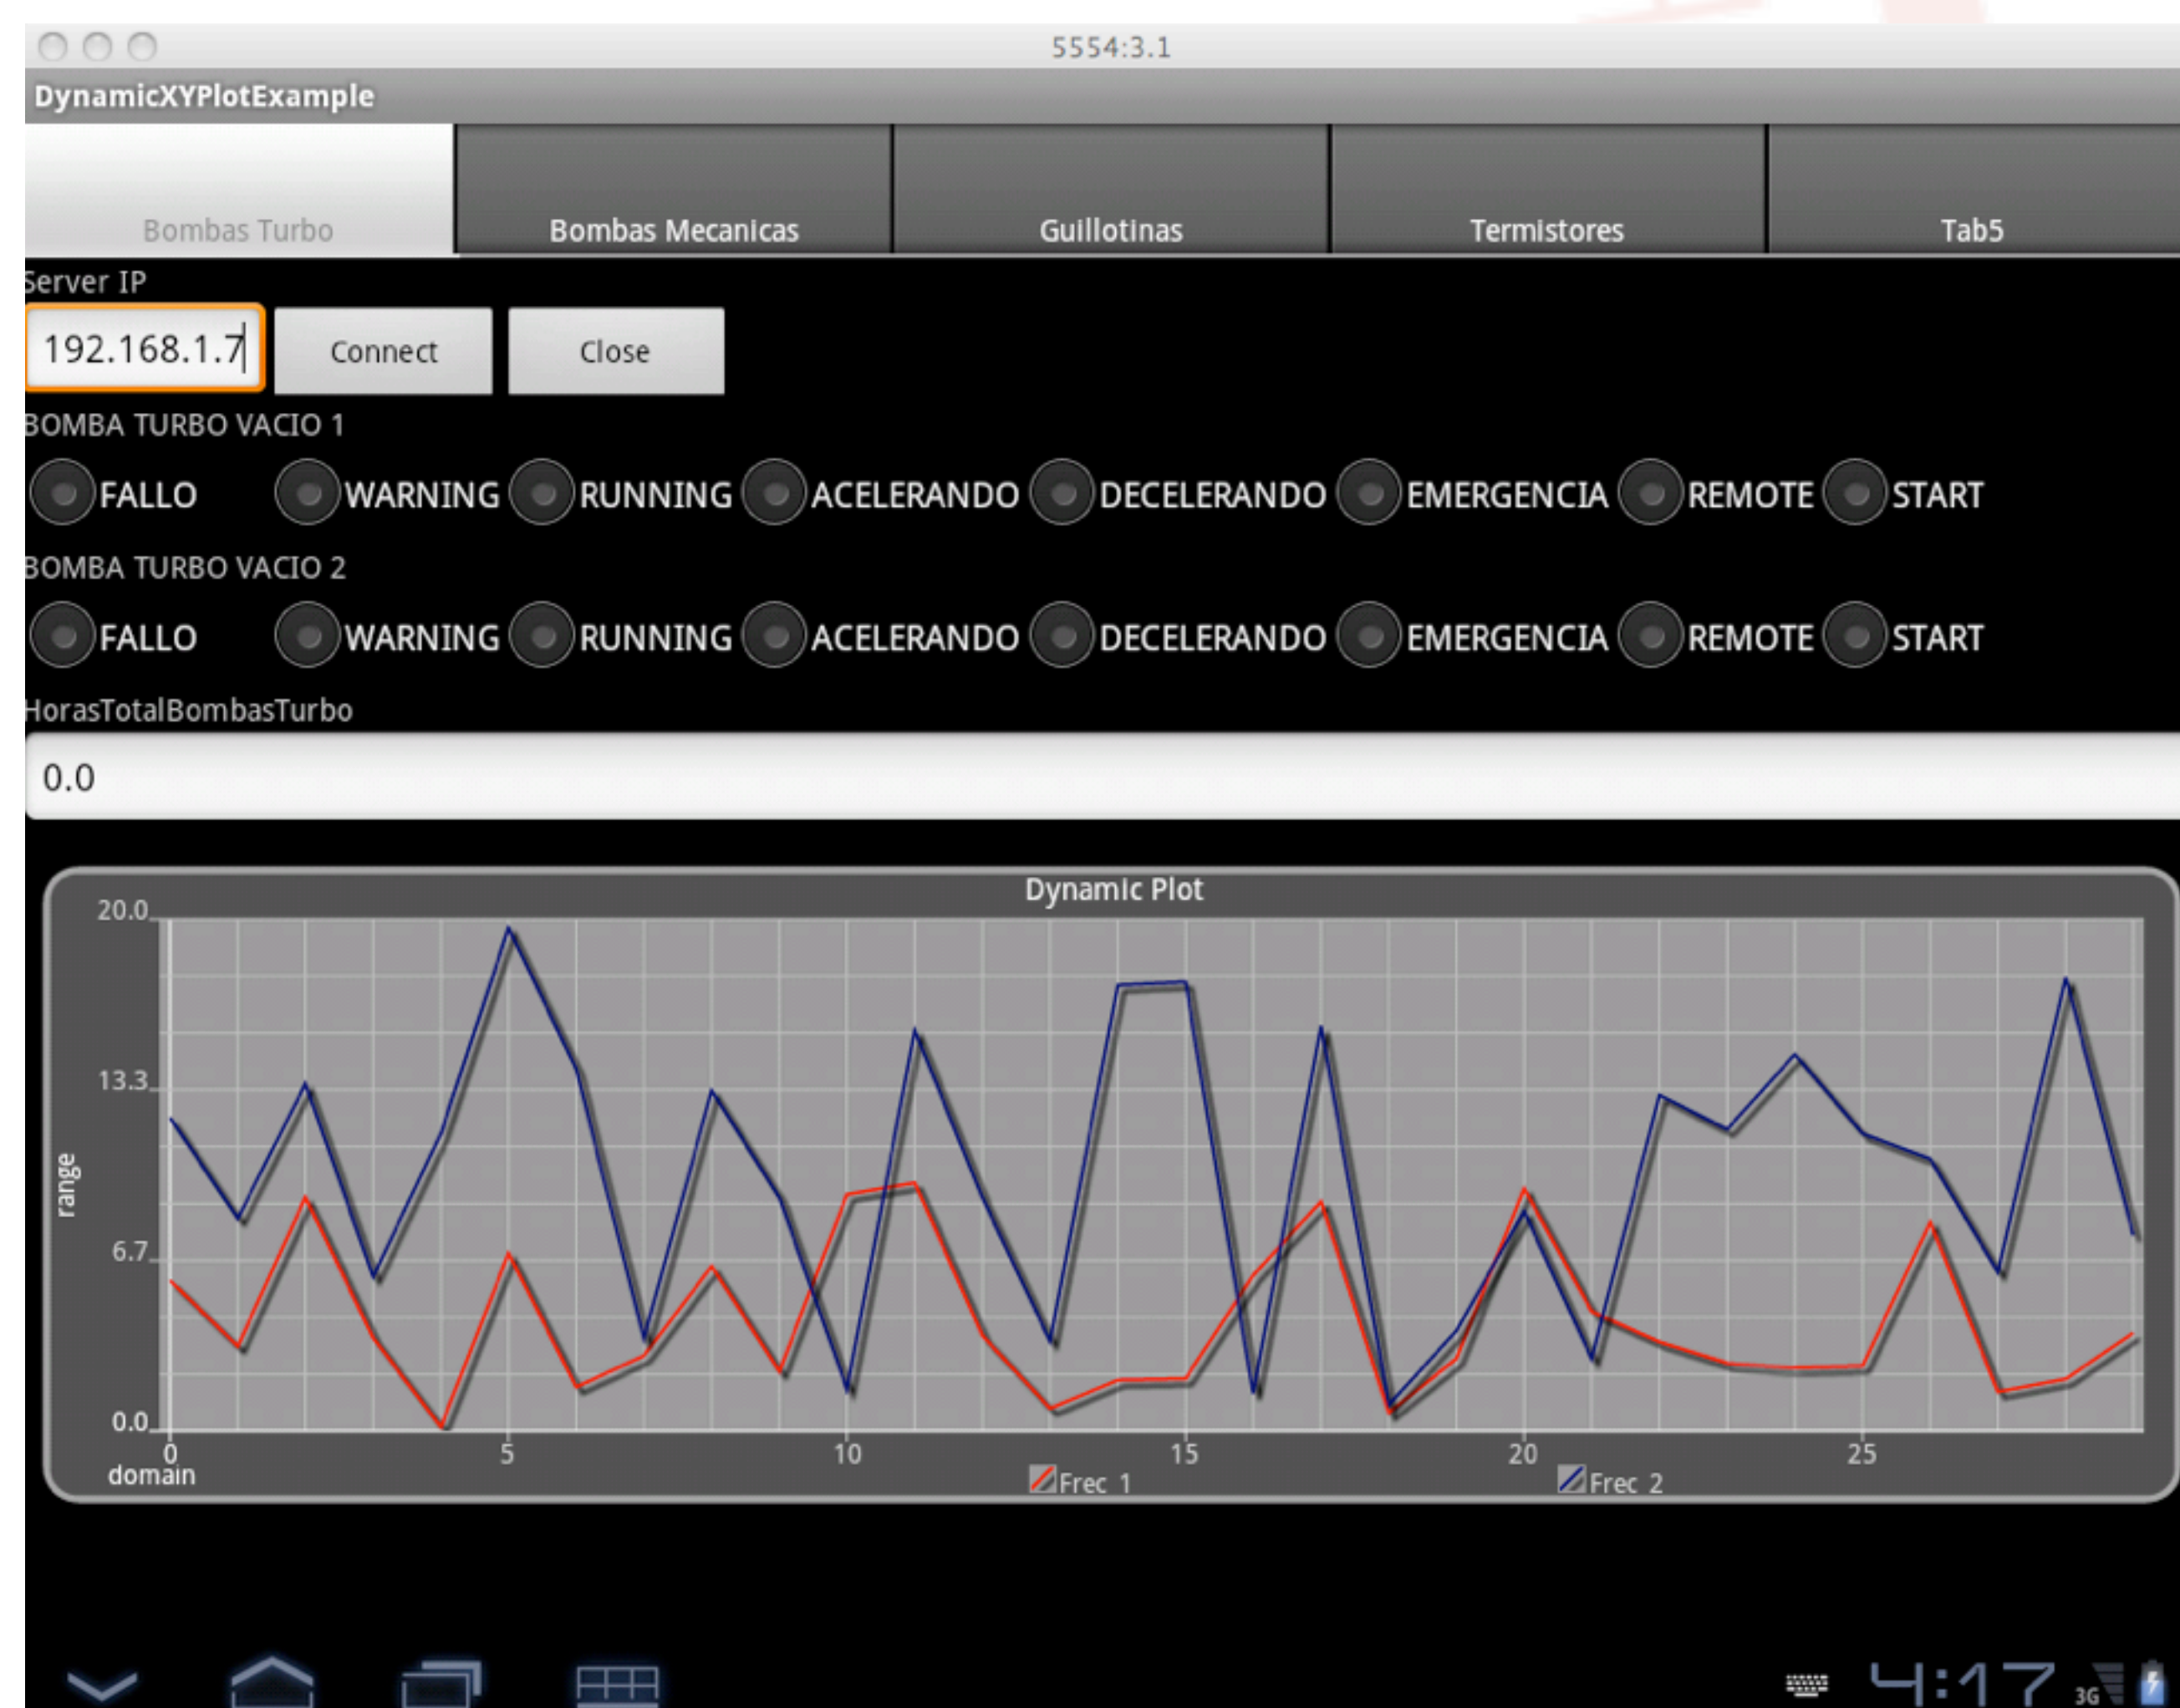 5554:3.1
DynamicXYPlotExample
Bombas Turbo Bombas Mecanicas Guillotinas Termistores Tab5
Server IP
192.168.1.7 Connect Close
BOMBA TURBO VACIO 1
FALLO WARNING RUNNING ACELERANDO DECELERANDO EMERGENCIA REMOTE START
BOMBA TURBO VACIO 2
FALLO WARNING RUNNING ACELERANDO DECELERANDO EMERGENCIA REMOTE START
HorasTotalBombasTurbo
0.0
Dynamic Plot
20.0
13.3
range
6.7
0.0
0 5 10 15 20 25
domain
Frec 1 Frec 2
4:17 3G